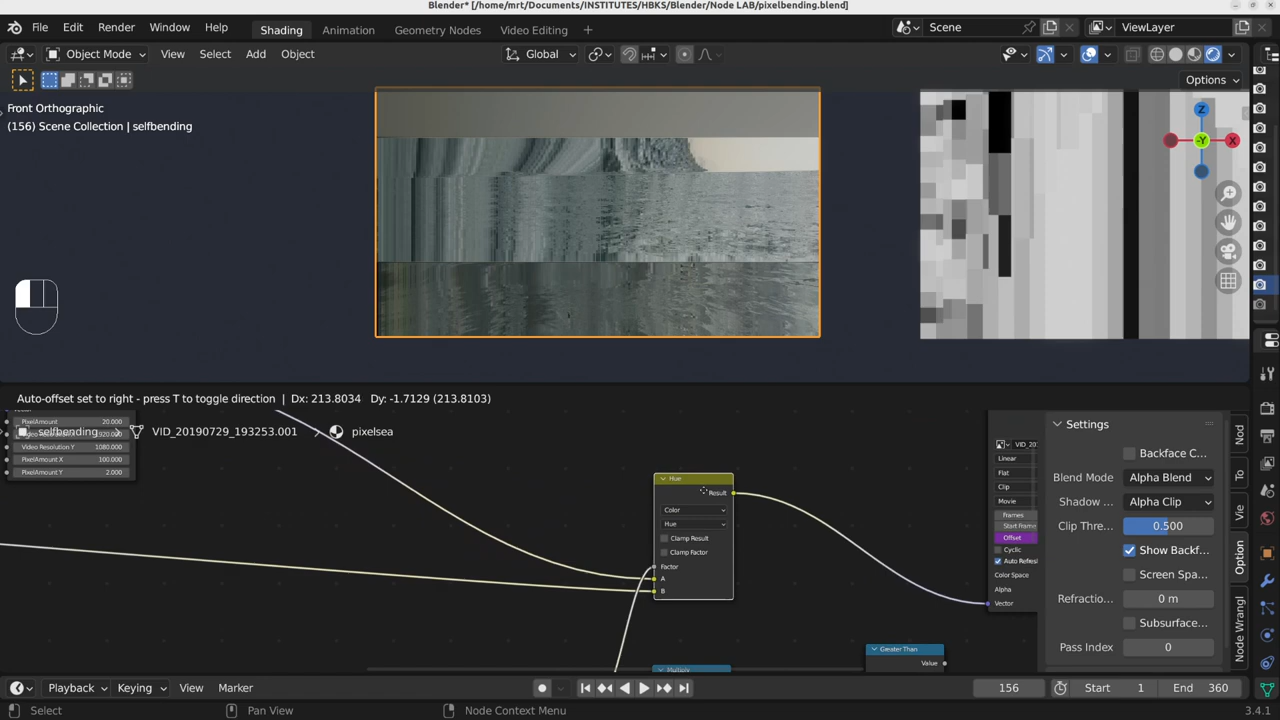 Blender* [/home/mrt/Documents/INSTITUTES/HBKS/Blender/Node LAB/pixelbending.blend]
File Edit Render Window Help Shading Animation Geometry Nodes Video Editing + Scene ViewLayer
Object Mode View Select Add Object Global
Options
Front Orthographic
(156) Scene Collection | selfbending
Z
-Y X
Auto-offset set to right - press T to toggle direction | Dx: 213.8034 Dy: -1.7129 (213.8103)
PixelAmount 20.000
selfbending VID_20190729_193253.001 pixelsea
1920.000
Video Resolution Y 1080.000
PixelAmount X 100.000
PixelAmount Y 2.000
Hue
Result
Color
Hue
Clamp Result
Clamp Factor
Factor
A
B
Multiply
Greater Than
Value
Linear
Flat
Clip
Movie
Frames
Start Frame
Offset
Cyclic
Auto Refresh
Color Space
Alpha
Vector
Settings
Backface C...
Blend Mode Alpha Blend
Shadow ... Alpha Clip
Clip Thre... 0.500
Show Backf...
Screen Spa...
Refractio... 0 m
Subsurface...
Pass Index 0
Nod
To
Vie
Option
Node Wrangl
Playback Keying View Marker 156 Start 1 End 360
Select Pan View Node Context Menu 3.4.1